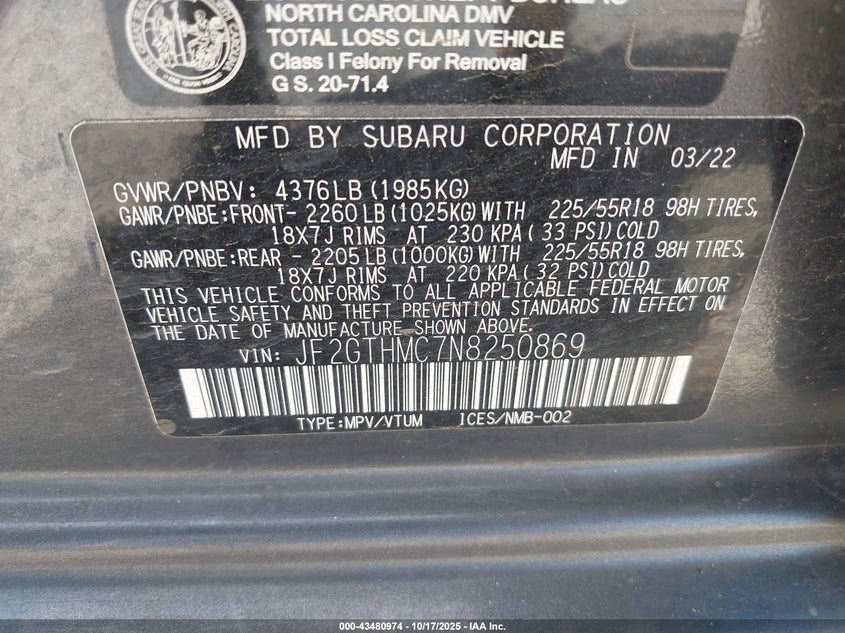 NORTH CAROLINA DMV
TOTAL LOSS CLAIM VEHICLE
Class I Felony For Removal
G S. 20-71.4
MFD BY SUBARU CORPORATION
MFD IN 03/22
GVWR/PNBV: 4376LB (1985KG)
GAWR/PNBE:FRONT- 2260 LB (1025KG) WITH 225/55R18 98H TIRES,
18X7J RIMS AT 230 KPA ( 33 PSI) COLD
GAWR/PNBE:REAR - 2205 LB (1000KG) WITH 225/55R18 98H TIRES,
18X7J RIMS AT 220 KPA ( 32 PSI) COLD
THIS VEHICLE CONFORMS TO ALL APPLICABLE FEDERAL MOTOR
VEHICLE SAFETY AND THEFT PREVENTION STANDARDS IN EFFECT ON
THE DATE OF MANUFACTURE SHOWN ABOVE.
VIN: JF2GTHMC7N8250869
TYPE:MPV/VTUM ICES/NMB-002
000-43480974 - 10/17/2025 - IAA Inc.